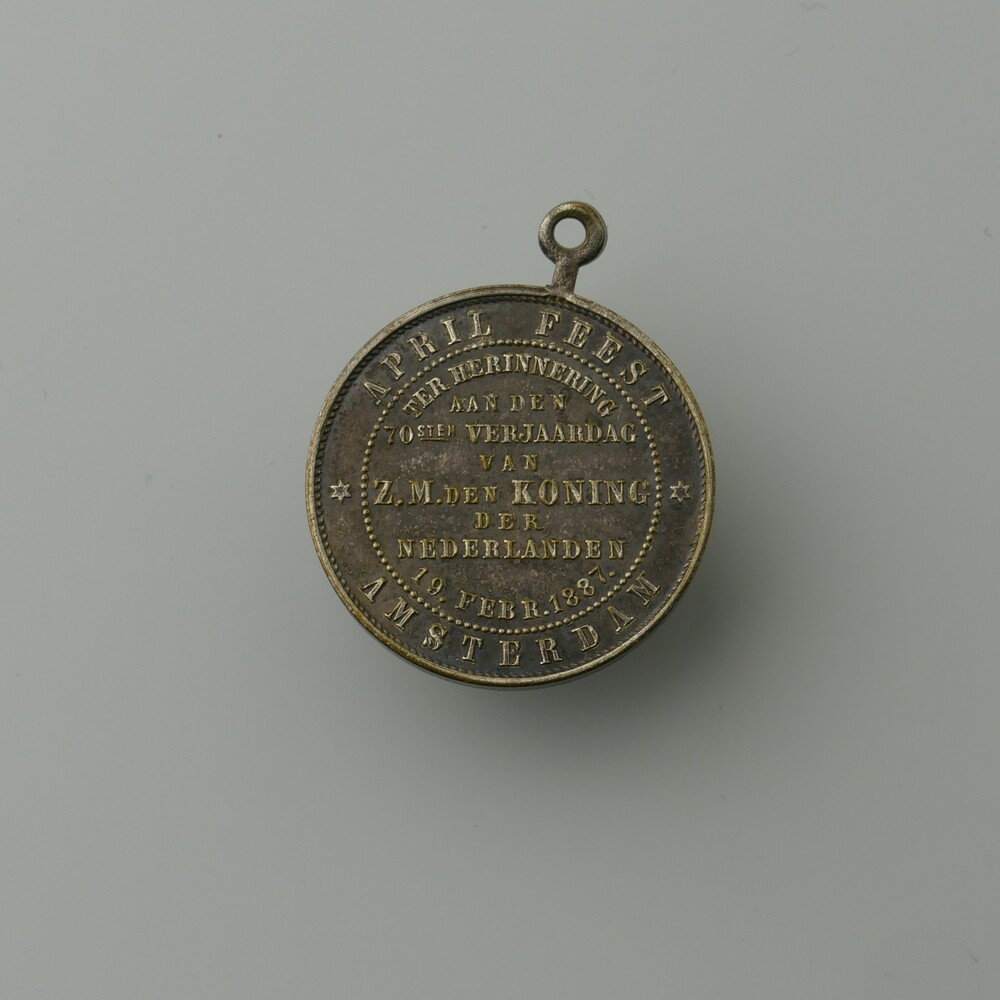 APRIL FEEST
TER HERINNERING
AAN DEN
70STEN VERJAARDAG
VAN
Z.M. DEN KONING
DER
NEDERLANDEN
19. FEBR. 1887.
AMSTERDAM